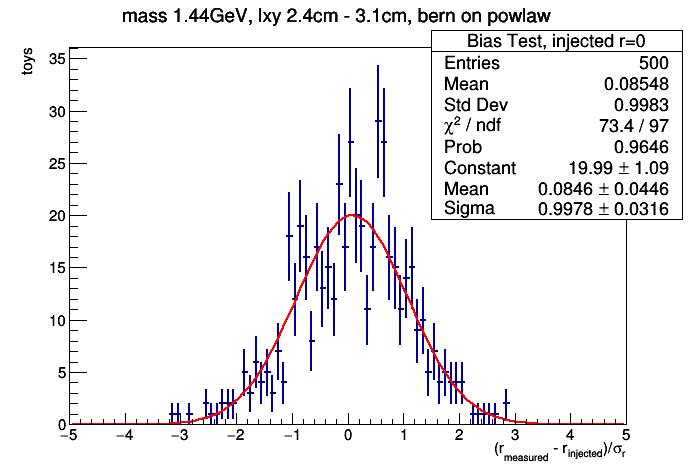 mass 1.44GeV, lxy 2.4cm - 3.1cm, bern on powlaw
toys
Bias Test, injected r=0
Entries 500
Mean 0.08548
Std Dev 0.9983
χ² / ndf 73.4 / 97
Prob 0.9646
Constant 19.99 ± 1.09
Mean 0.0846 ± 0.0446
Sigma 0.9978 ± 0.0316
35
30
25
20
15
10
5
0
−5 −4 −3 −2 −1 0 1 2 3 4 5
(r_measured - r_injected)/σ_r